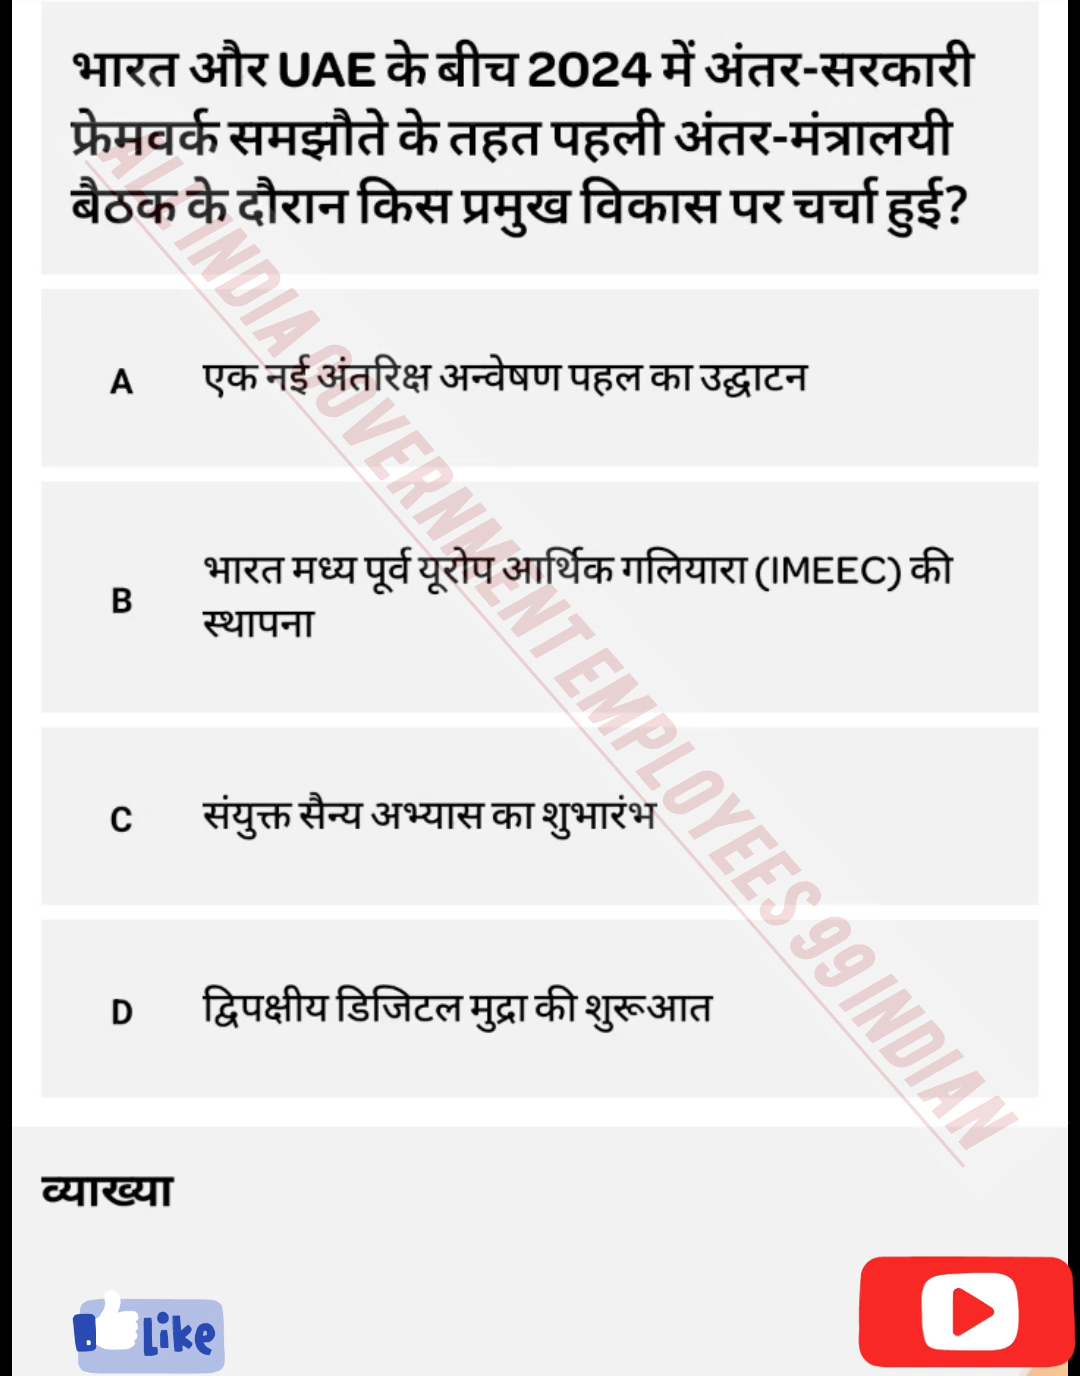 भारत और UAE के बीच 2024 में अंतर-सरकारी
फ्रेमवर्क समझौते के तहत पहली अंतर-मंत्रालयी
बैठक के दौरान किस प्रमुख विकास पर चर्चा हुई?
A एक नई अंतरिक्ष अन्वेषण पहल का उद्घाटन
B भारत मध्य पूर्व यूरोप आर्थिक गलियारा (IMEEC) की
स्थापना
C संयुक्त सैन्य अभ्यास का शुभारंभ
D द्विपक्षीय डिजिटल मुद्रा की शुरूआत
ALL INDIA GOVERNMENT EMPLOYEES 99 INDIAN
व्याख्या
Like